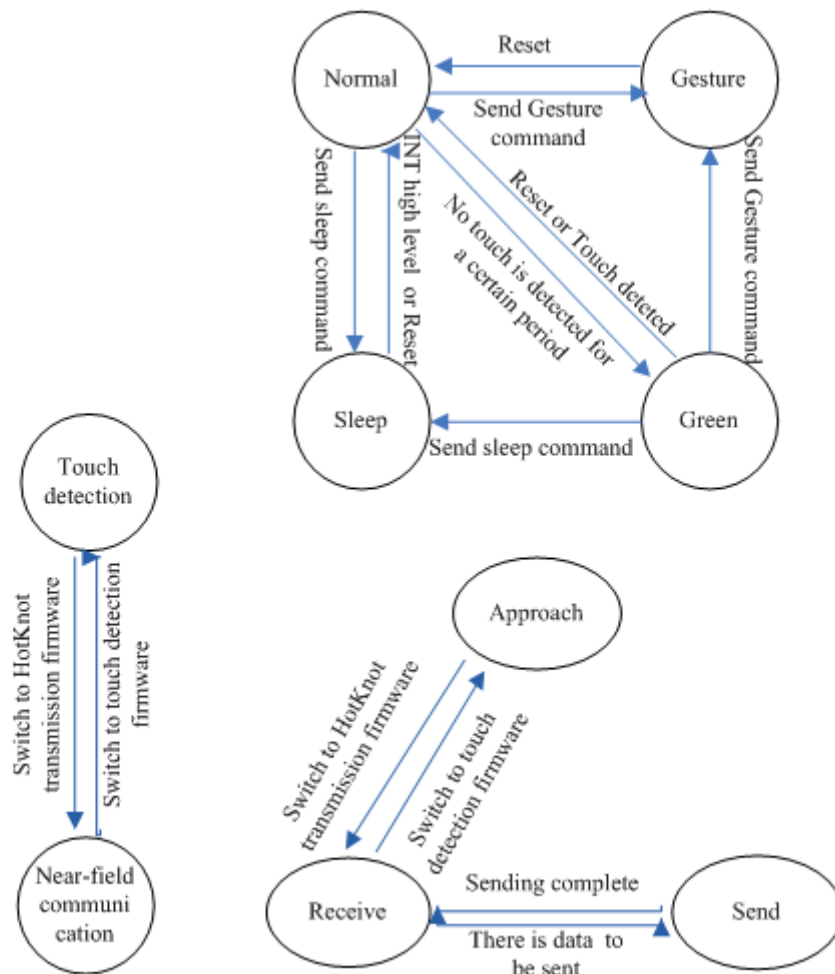 Reset
Normal
Gesture
Send Gesture
command
Send sleep command
INT high level or Reset
Reset or Touch deteted
No touch is detected for
a certain period
Send Gesture command
Sleep
Green
Send sleep command
Touch
detection
Switch to HotKnot
transmission firmware
Switch to touch detection
firmware
Near-field
communi
cation
Approach
Switch to HotKnot
transmission firmware
Switch to touch
detection firmware
Receive
Sending complete
Send
There is data to
be sent